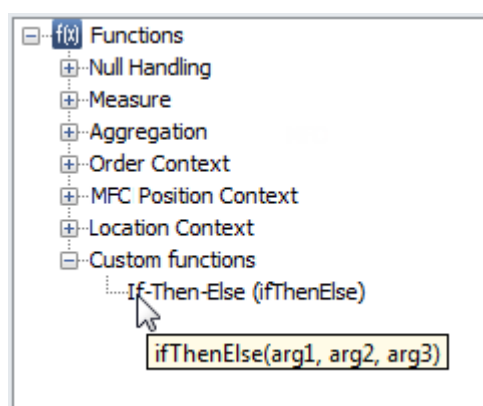 f(x) Functions
Null Handling
Measure
Aggregation
Order Context
MFC Position Context
Location Context
Custom functions
If-Then-Else (ifThenElse)
ifThenElse(arg1, arg2, arg3)